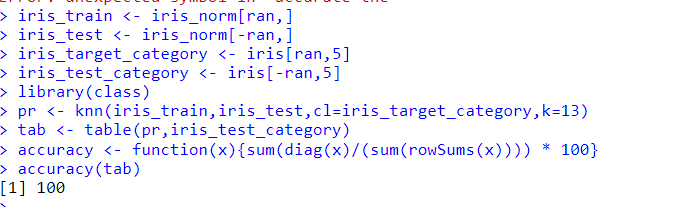 Error: unexpected symbol in "accurate the"
> iris_train <- iris_norm[ran,]
> iris_test <- iris_norm[-ran,]
> iris_target_category <- iris[ran,5]
> iris_test_category <- iris[-ran,5]
> library(class)
> pr <- knn(iris_train,iris_test,cl=iris_target_category,k=13)
> tab <- table(pr,iris_test_category)
> accuracy <- function(x){sum(diag(x)/(sum(rowSums(x)))) * 100}
> accuracy(tab)
[1] 100
>